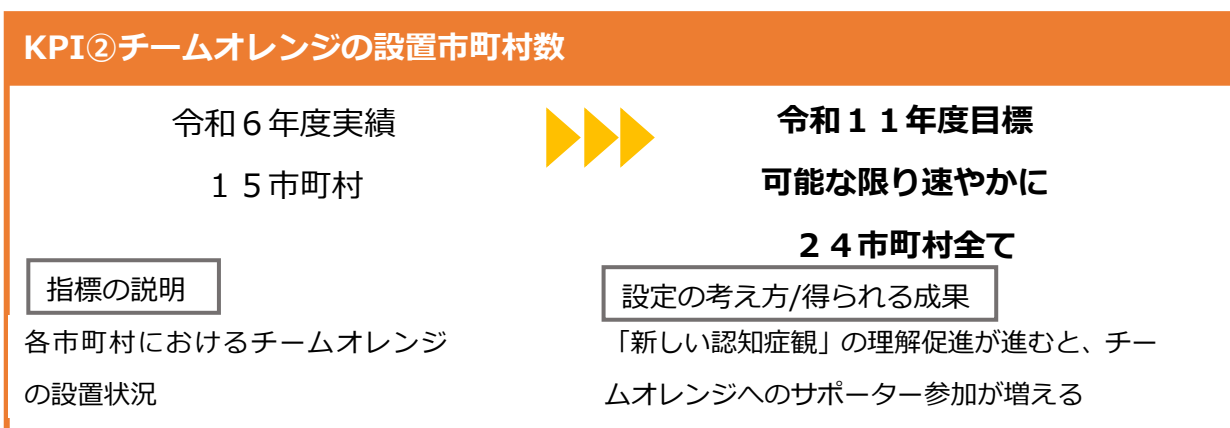 KPI②チームオレンジの設置市町村数
令和６年度実績
１５市町村
令和１１年度目標
可能な限り速やかに
２４市町村全て
指標の説明
各市町村におけるチームオレンジ
の設置状況
設定の考え方/得られる成果
「新しい認知症観」の理解促進が進むと、チー
ムオレンジへのサポーター参加が増える